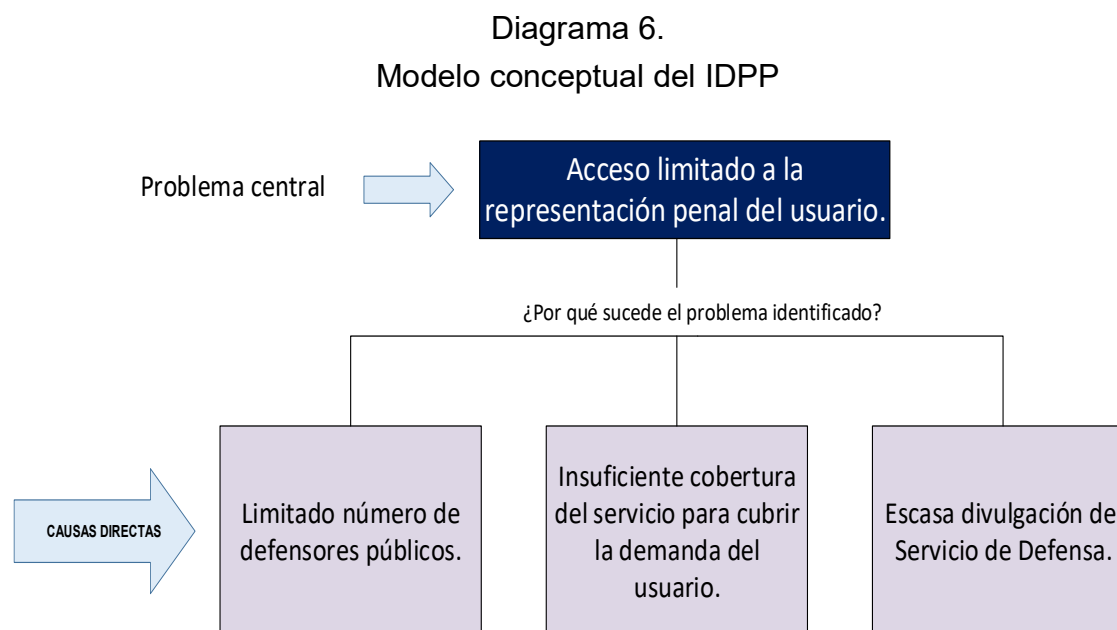 Diagrama 6.
Modelo conceptual del IDPP
Problema central
Acceso limitado a la
representación penal del usuario.
¿Por qué sucede el problema identificado?
CAUSAS DIRECTAS
Limitado número de
defensores públicos.
Insuficiente cobertura
del servicio para cubrir
la demanda del
usuario.
Escasa divulgación de
Servicio de Defensa.